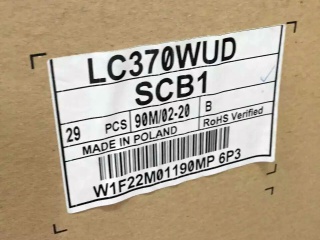 LC370WUD
SCB1
29 PCS 90M/02-20 B
MADE IN POLAND RoHS Verified
W1F22M01190MP 6P3